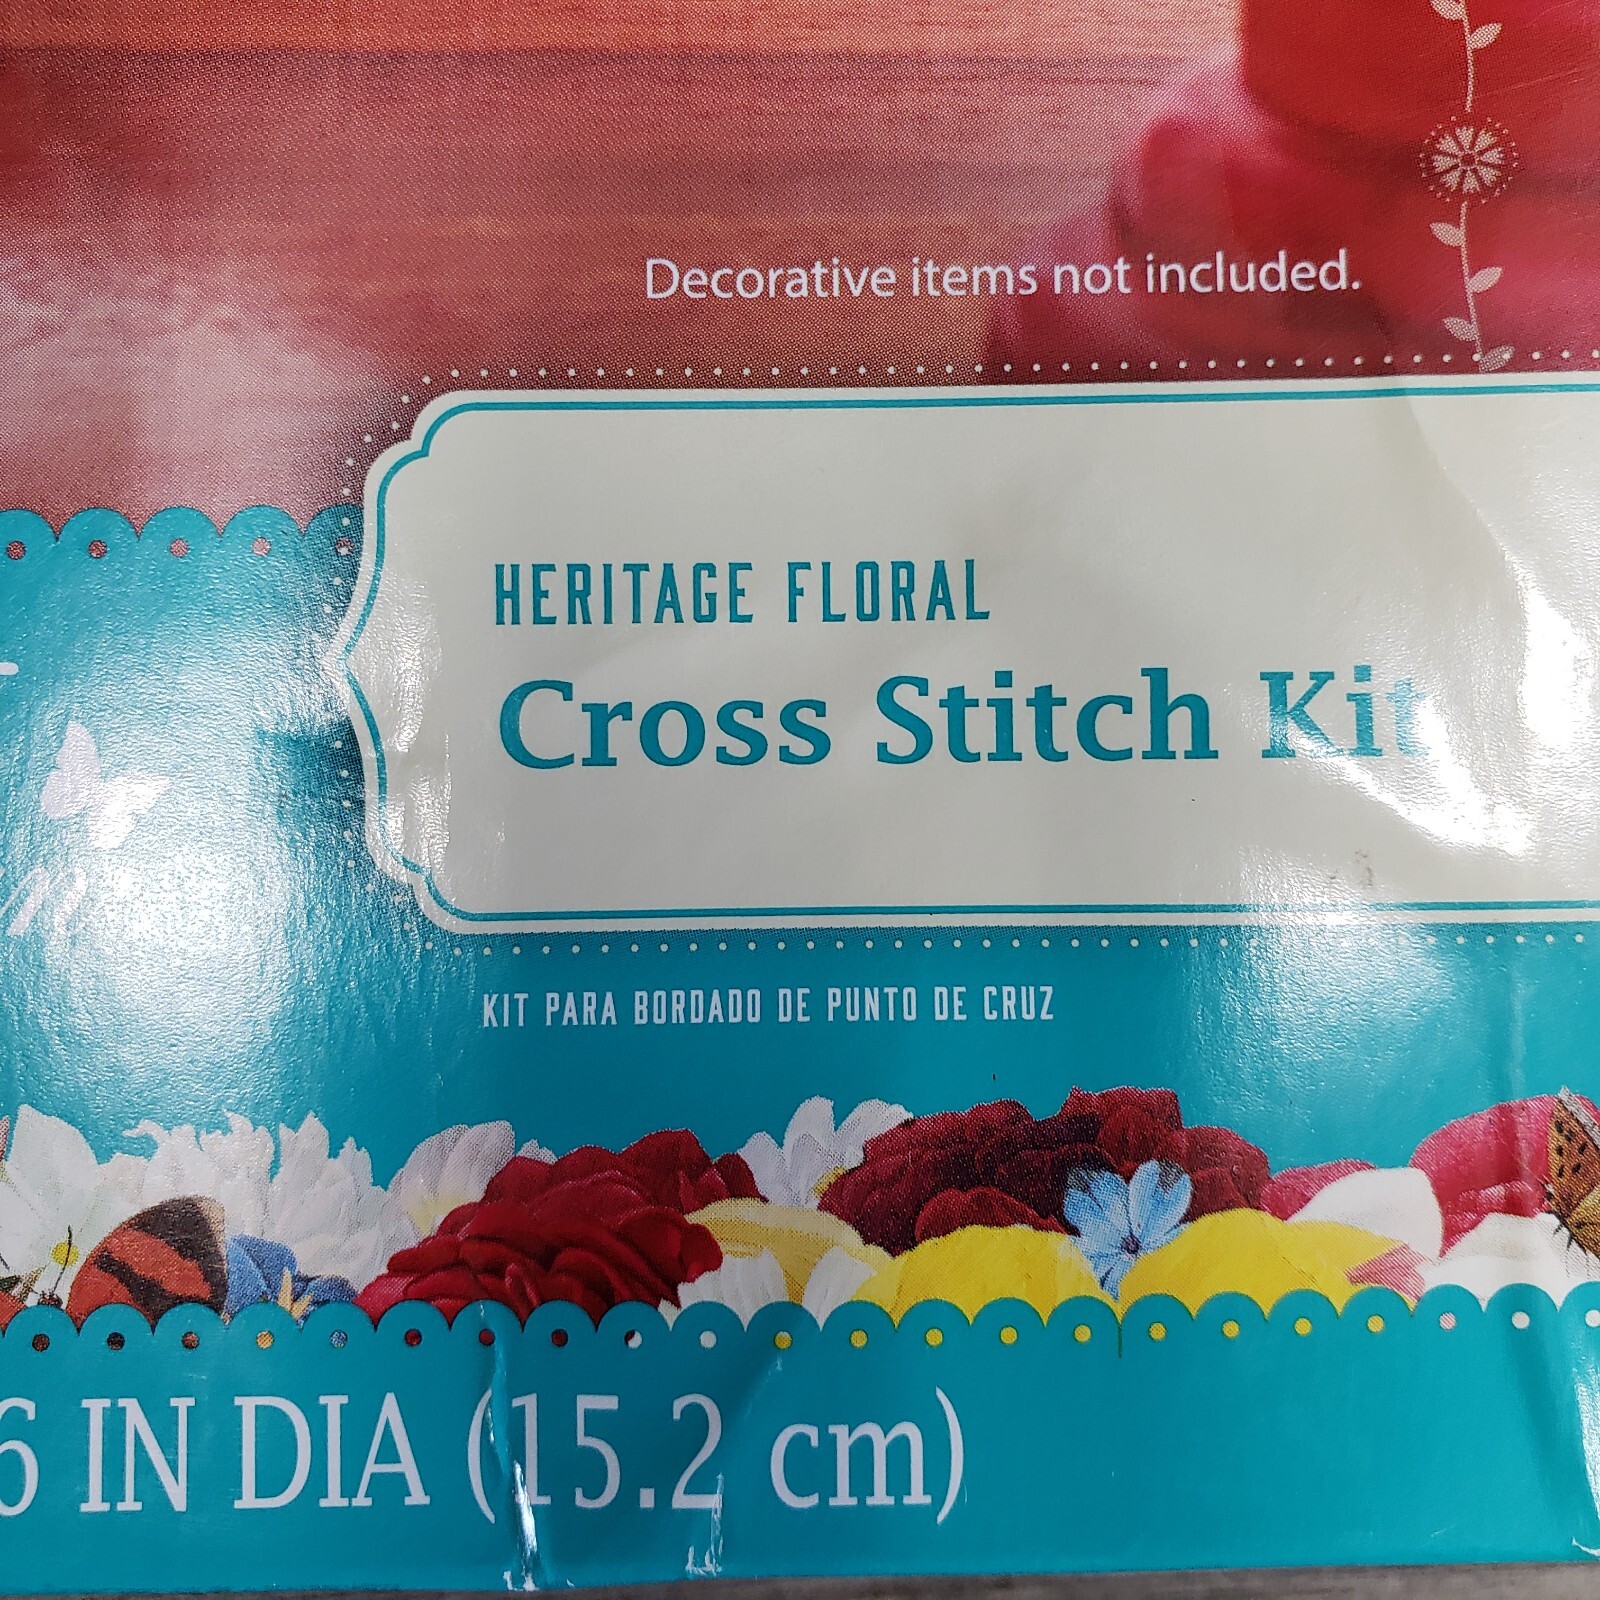 Decorative items not included.
HERITAGE FLORAL
Cross Stitch Kit
KIT PARA BORDADO DE PUNTO DE CRUZ
6 IN DIA (15.2 cm)